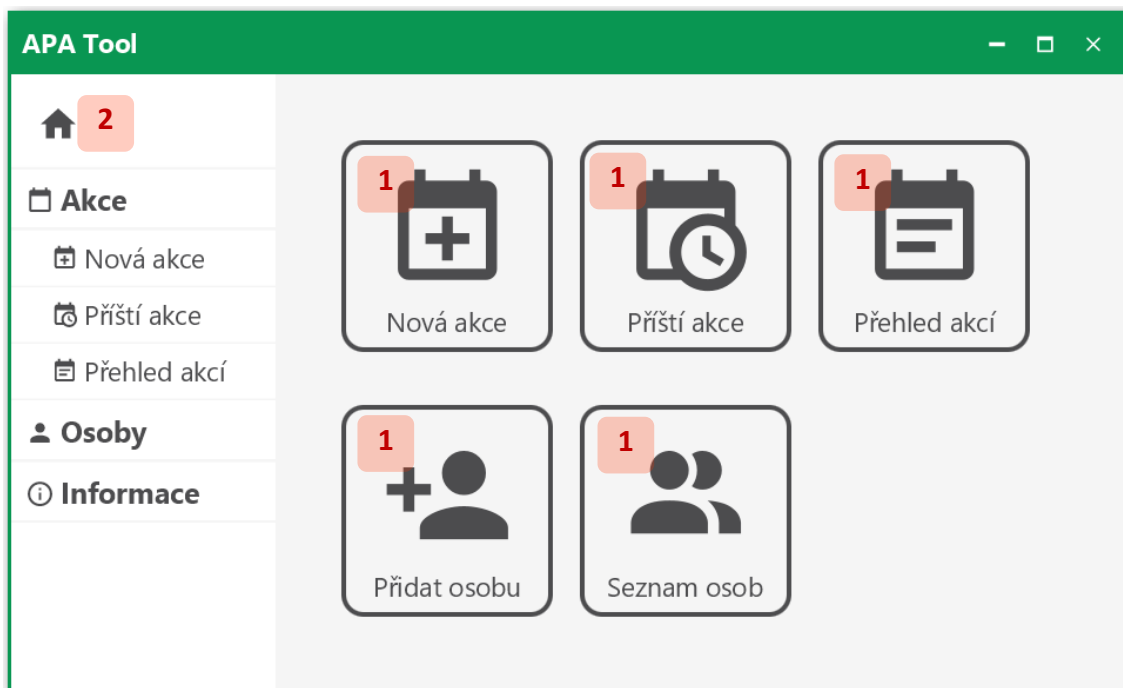 APA Tool
2
Akce
Nová akce
Příští akce
Přehled akcí
Osoby
Informace
1
1
1
Nová akce
Příští akce
Přehled akcí
1
1
Přidat osobu
Seznam osob